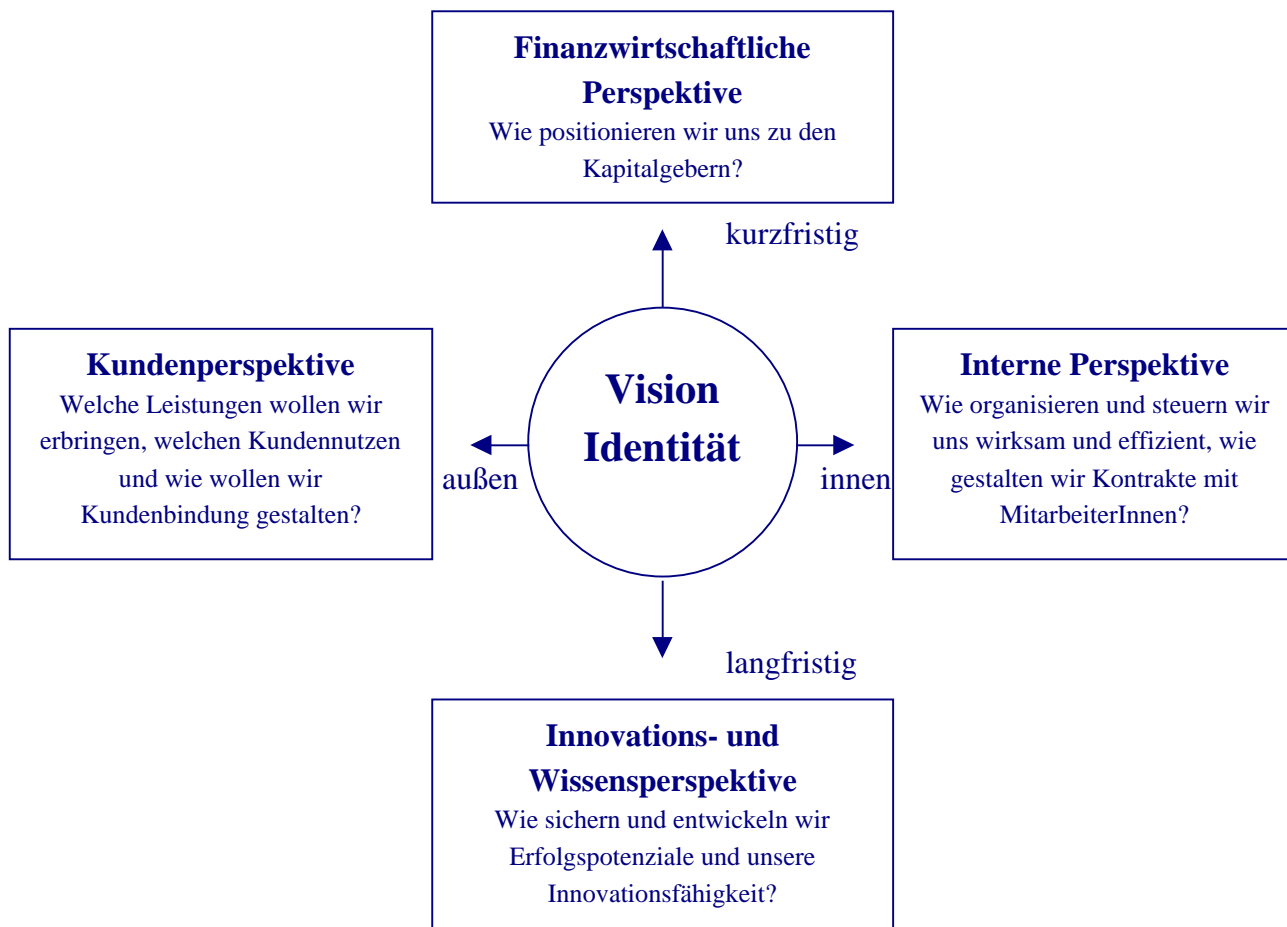 Finanzwirtschaftliche
Perspektive
Wie positionieren wir uns zu den
Kapitalgebern?
kurzfristig
Kundenperspektive
Welche Leistungen wollen wir
erbringen, welchen Kundennutzen
und wie wollen wir
Kundenbindung gestalten?
außen
Vision
Identität
innen
Interne Perspektive
Wie organisieren und steuern wir
uns wirksam und effizient, wie
gestalten wir Kontrakte mit
MitarbeiterInnen?
langfristig
Innovations- und
Wissensperspektive
Wie sichern und entwickeln wir
Erfolgspotenziale und unsere
Innovationsfähigkeit?